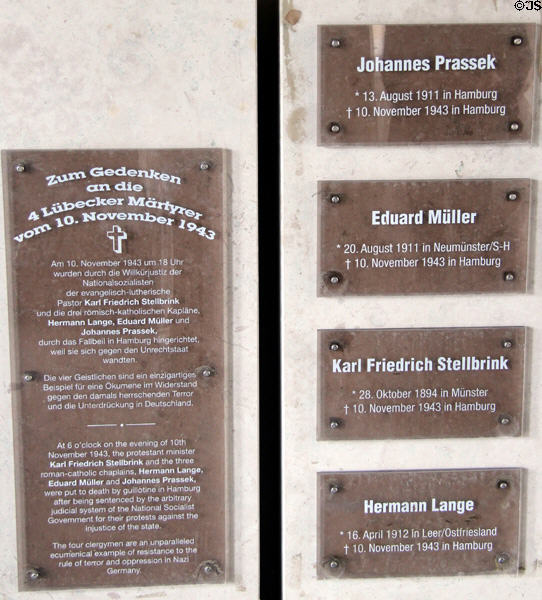 ©JS
Zum Gedenken
an die
4 Lübecker Märtyrer
vom 10. November 1943
Am 10. November 1943 um 18 Uhr
wurden durch die Willkürjustiz der
Nationalsozialisten
der evangelisch-lutherische
Pastor Karl Friedrich Stellbrink
und die drei römisch-katholischen Kapläne,
Hermann Lange, Eduard Müller und
Johannes Prassek,
durch das Fallbeil in Hamburg hingerichtet,
weil sie sich gegen den Unrechtstaat
wandten.
Die vier Geistlichen sind ein einzigartiges
Beispiel für eine Ökumene im Widerstand
gegen den damals herrschenden Terror
und die Unterdrückung in Deutschland.
At 6 o'clock on the evening of 10th
November 1943, the protestant minister
Karl Friedrich Stellbrink and the three
roman-catholic chaplains, Hermann Lange,
Eduard Müller and Johannes Prassek,
were put to death by guillotine in Hamburg
after being sentenced by the arbitrary
judicial system of the National Socialist
Government for their protests against the
injustice of the state.
The four clergymen are an unparalleled
ecumenical example of resistance to the
rule of terror and oppression in Nazi
Germany.
Johannes Prassek
* 13. August 1911 in Hamburg
† 10. November 1943 in Hamburg
Eduard Müller
* 20. August 1911 in Neumünster/S-H
† 10. November 1943 in Hamburg
Karl Friedrich Stellbrink
* 28. Oktober 1894 in Münster
† 10. November 1943 in Hamburg
Hermann Lange
* 16. April 1912 in Leer/Ostfriesland
† 10. November 1943 in Hamburg